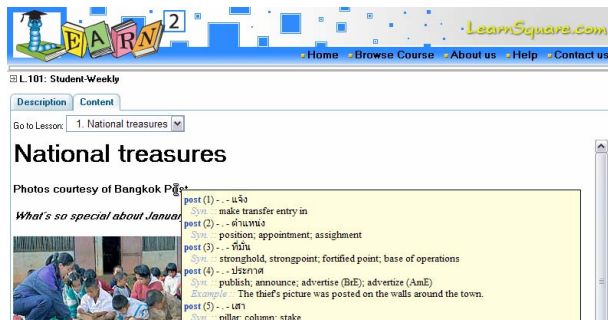 LEARN 2
LearnSquare.com
Home Browse Course About us Help Contact us
L.101: Student-Weekly
Description Content
Go to Lesson: 1. National treasures
National treasures
Photos courtesy of Bangkok Post
What's so special about Januar
post (1) - . - แจ้ง
Syn. :: make transfer entry in
post (2) - . - ตำแหน่ง
Syn. :: position; appointment; assighment
post (3) - . - ที่มั่น
Syn. :: stronghold, strongpoint; fortified point; base of operations
post (4) - . - ประกาศ
Syn. :: publish; announce; advertise (BrE); advertize (AmE)
Example :: The thief's picture was posted on the walls around the town.
post (5) - . - เสา
Syn. :: pillar; column; stake